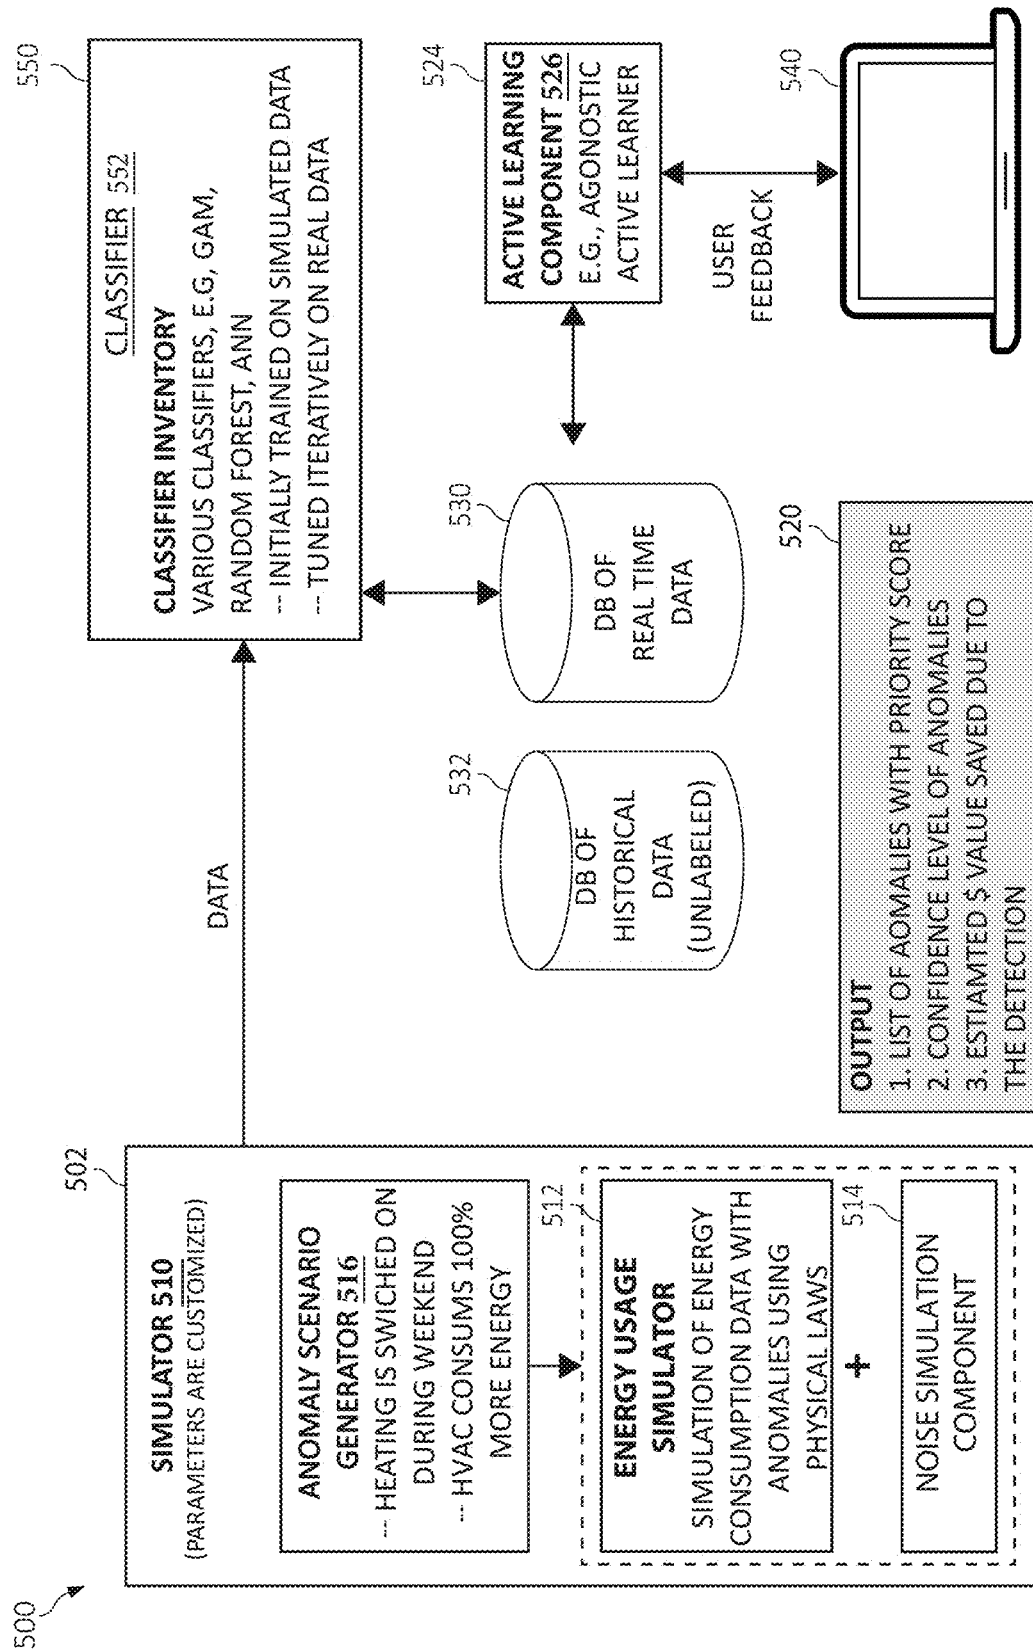 500
502
SIMULATOR 510
(PARAMETERS ARE CUSTOMIZED)
ANOMALY SCENARIO
GENERATOR 516
-- HEATING IS SWICHED ON
DURING WEEKEND
-- HVAC CONSUMS 100%
MORE ENERGY
512
ENERGY USAGE
SIMULATOR
SIMULATION OF ENERGY
CONSUMPTION DATA WITH
ANOMALIES USING
PHYSICAL LAWS
+
514
NOISE SIMULATION
COMPONENT
DATA
550
CLASSIFIER 552
CLASSIFIER INVENTORY
VARIOUS CLASSIFIERS, E.G, GAM,
RANDOM FOREST, ANN
-- INITIALLY TRAINED ON SIMULATED DATA
-- TUNED ITERATIVELY ON REAL DATA
532
DB OF
HISTORICAL
DATA
(UNLABELED)
530
DB OF
REAL TIME
DATA
524
ACTIVE LEARNING
COMPONENT 526
E.G., AGONOSTIC
ACTIVE LEARNER
USER
FEEDBACK
540
520
OUTPUT
1. LIST OF AOMALIES WITH PRIORITY SCORE
2. CONFIDENCE LEVEL OF ANOMALIES
3. ESTIAMTED $ VALUE SAVED DUE TO
THE DETECTION